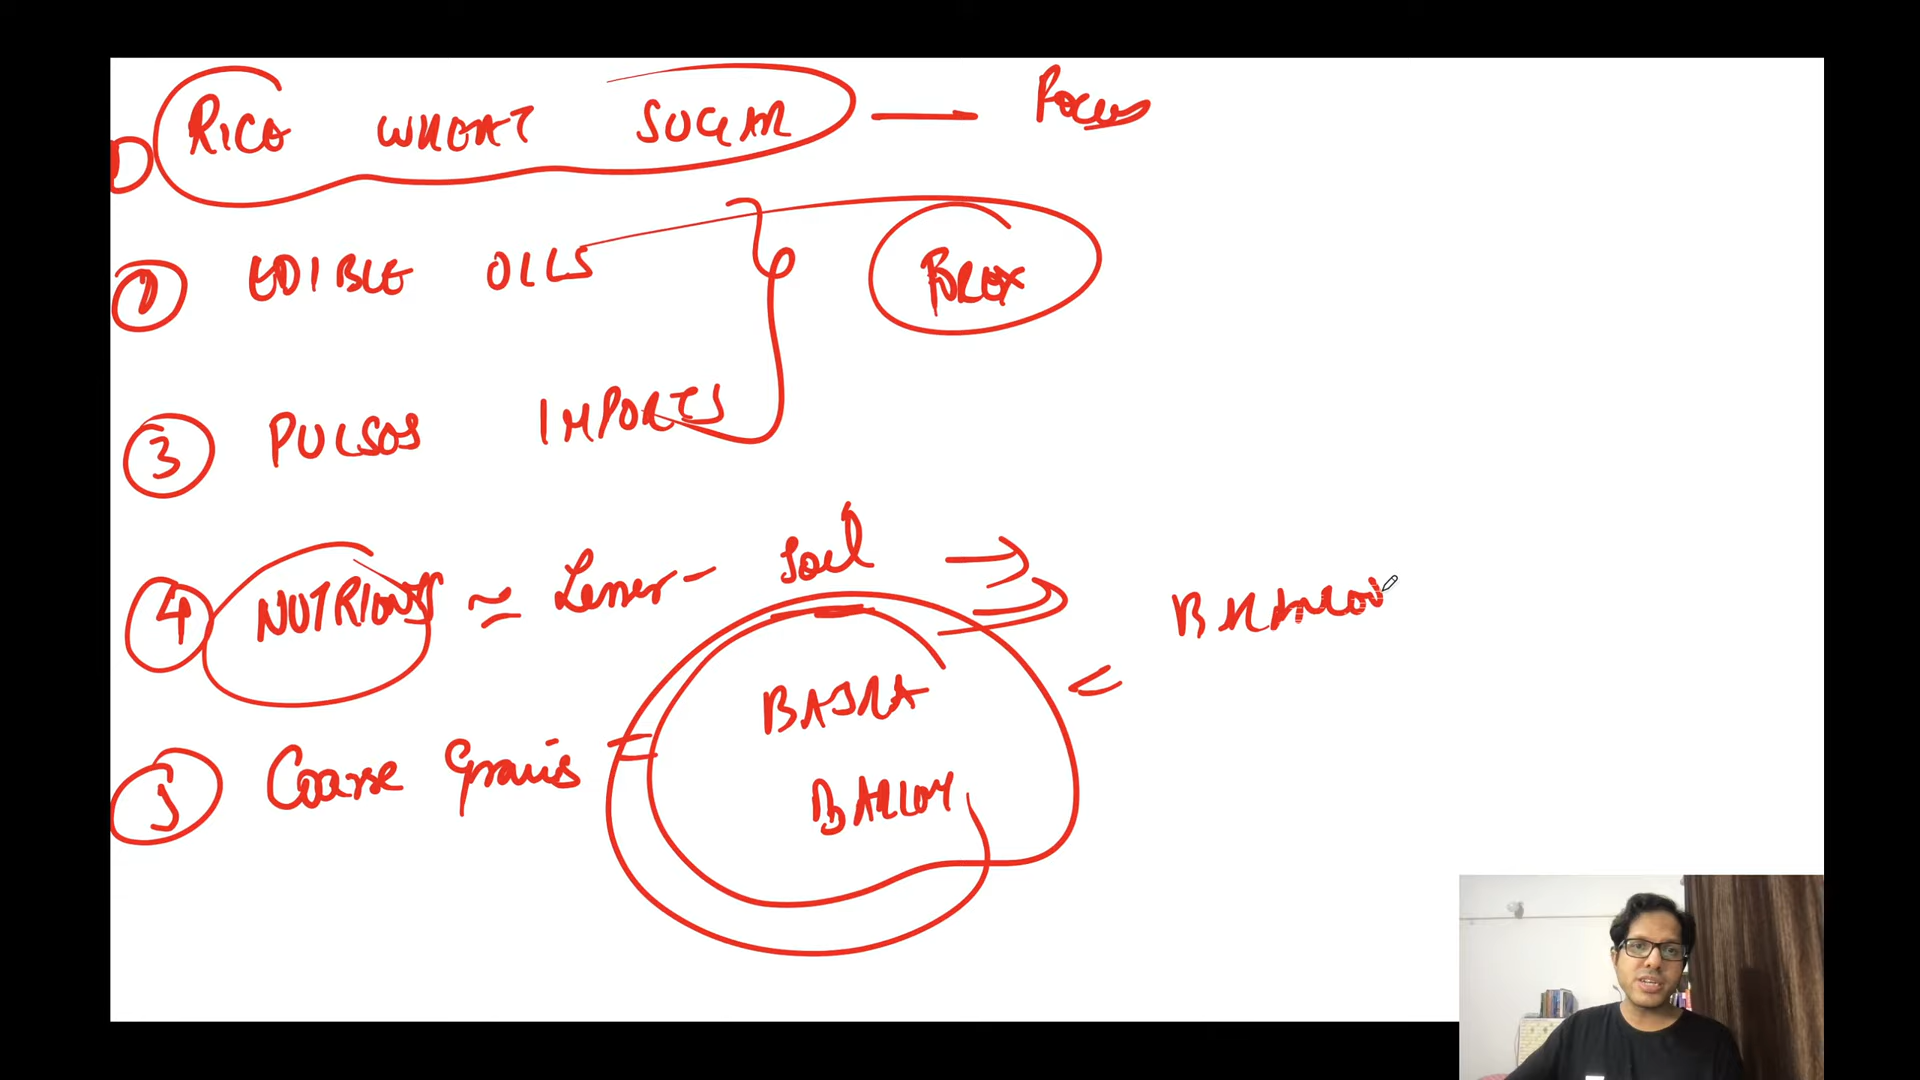 1 RICE WHEAT SUGAR — Focus
2 EDIBLE OILS FOREX
3 PULSES IMPORTS
4 NUTRIENTS ≈ Lesser - Soil
= BAJRA
5 Coarse Grains =
BARLEY